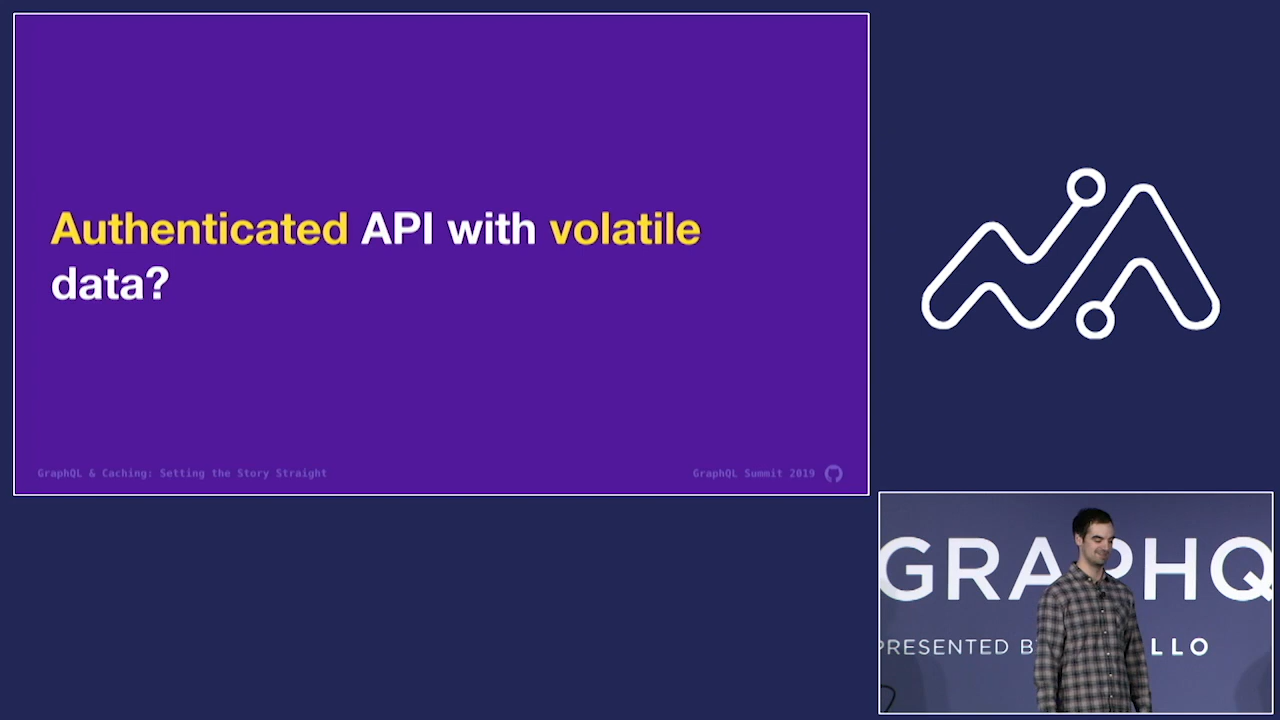 Authenticated API with volatile
data?
GraphQL & Caching: Setting the Story Straight
GraphQL Summit 2019
GRAPHQ
PRESENTED B
LLO